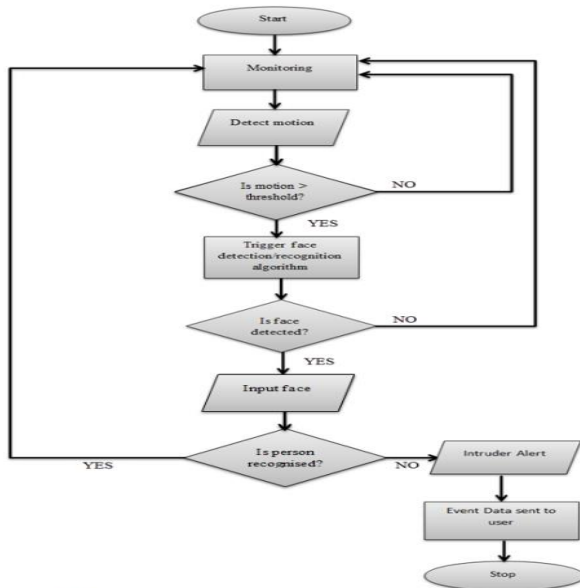 Start
Monitoring
Detect motion
Is motion >
threshold?
NO
YES
Trigger face
detection/recognition
algorithm
Is face
detected?
NO
YES
Input face
Is person
recognised?
YES
NO
Intruder Alert
Event Data sent to
user
Stop